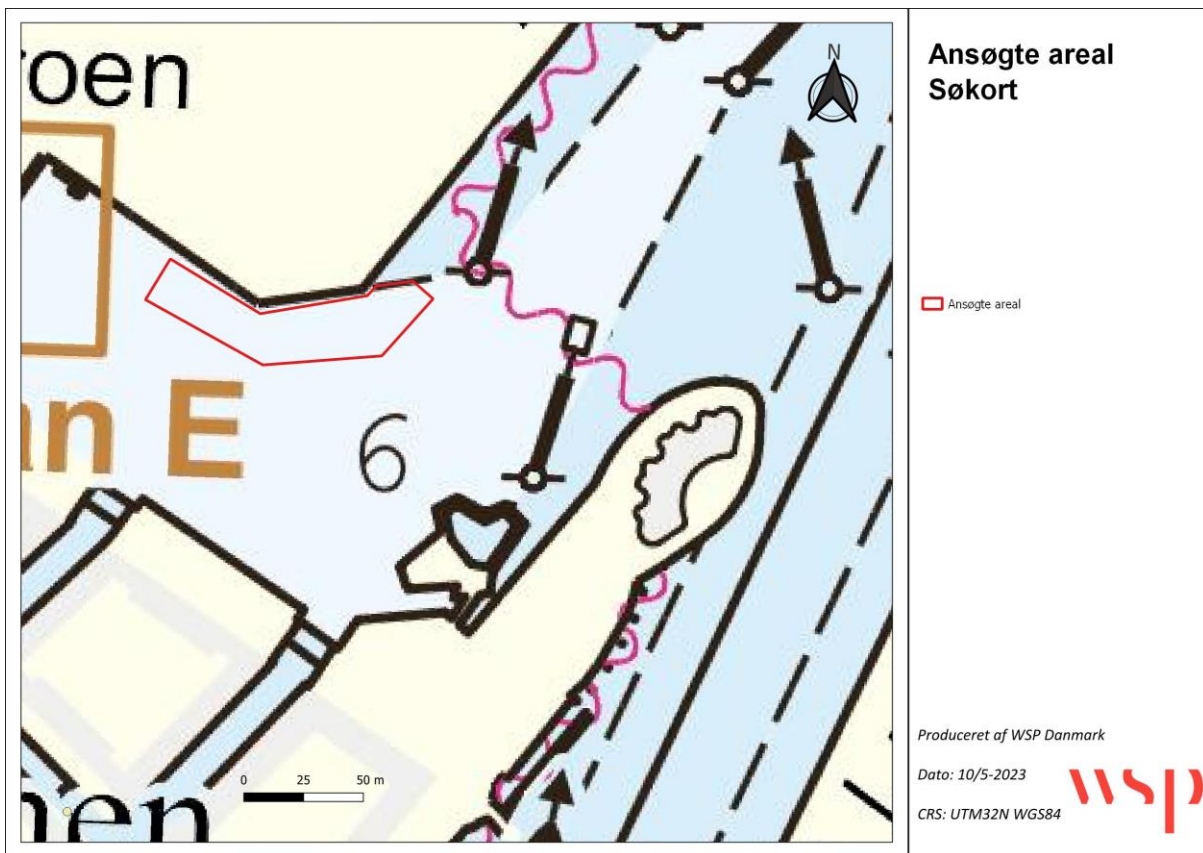 Ansøgte areal
Søkort
N
oen
an E
6
0 25 50 m
nen
Ansøgte areal
Produceret af WSP Danmark
Dato: 10/5-2023
CRS: UTM32N WGS84
wsp